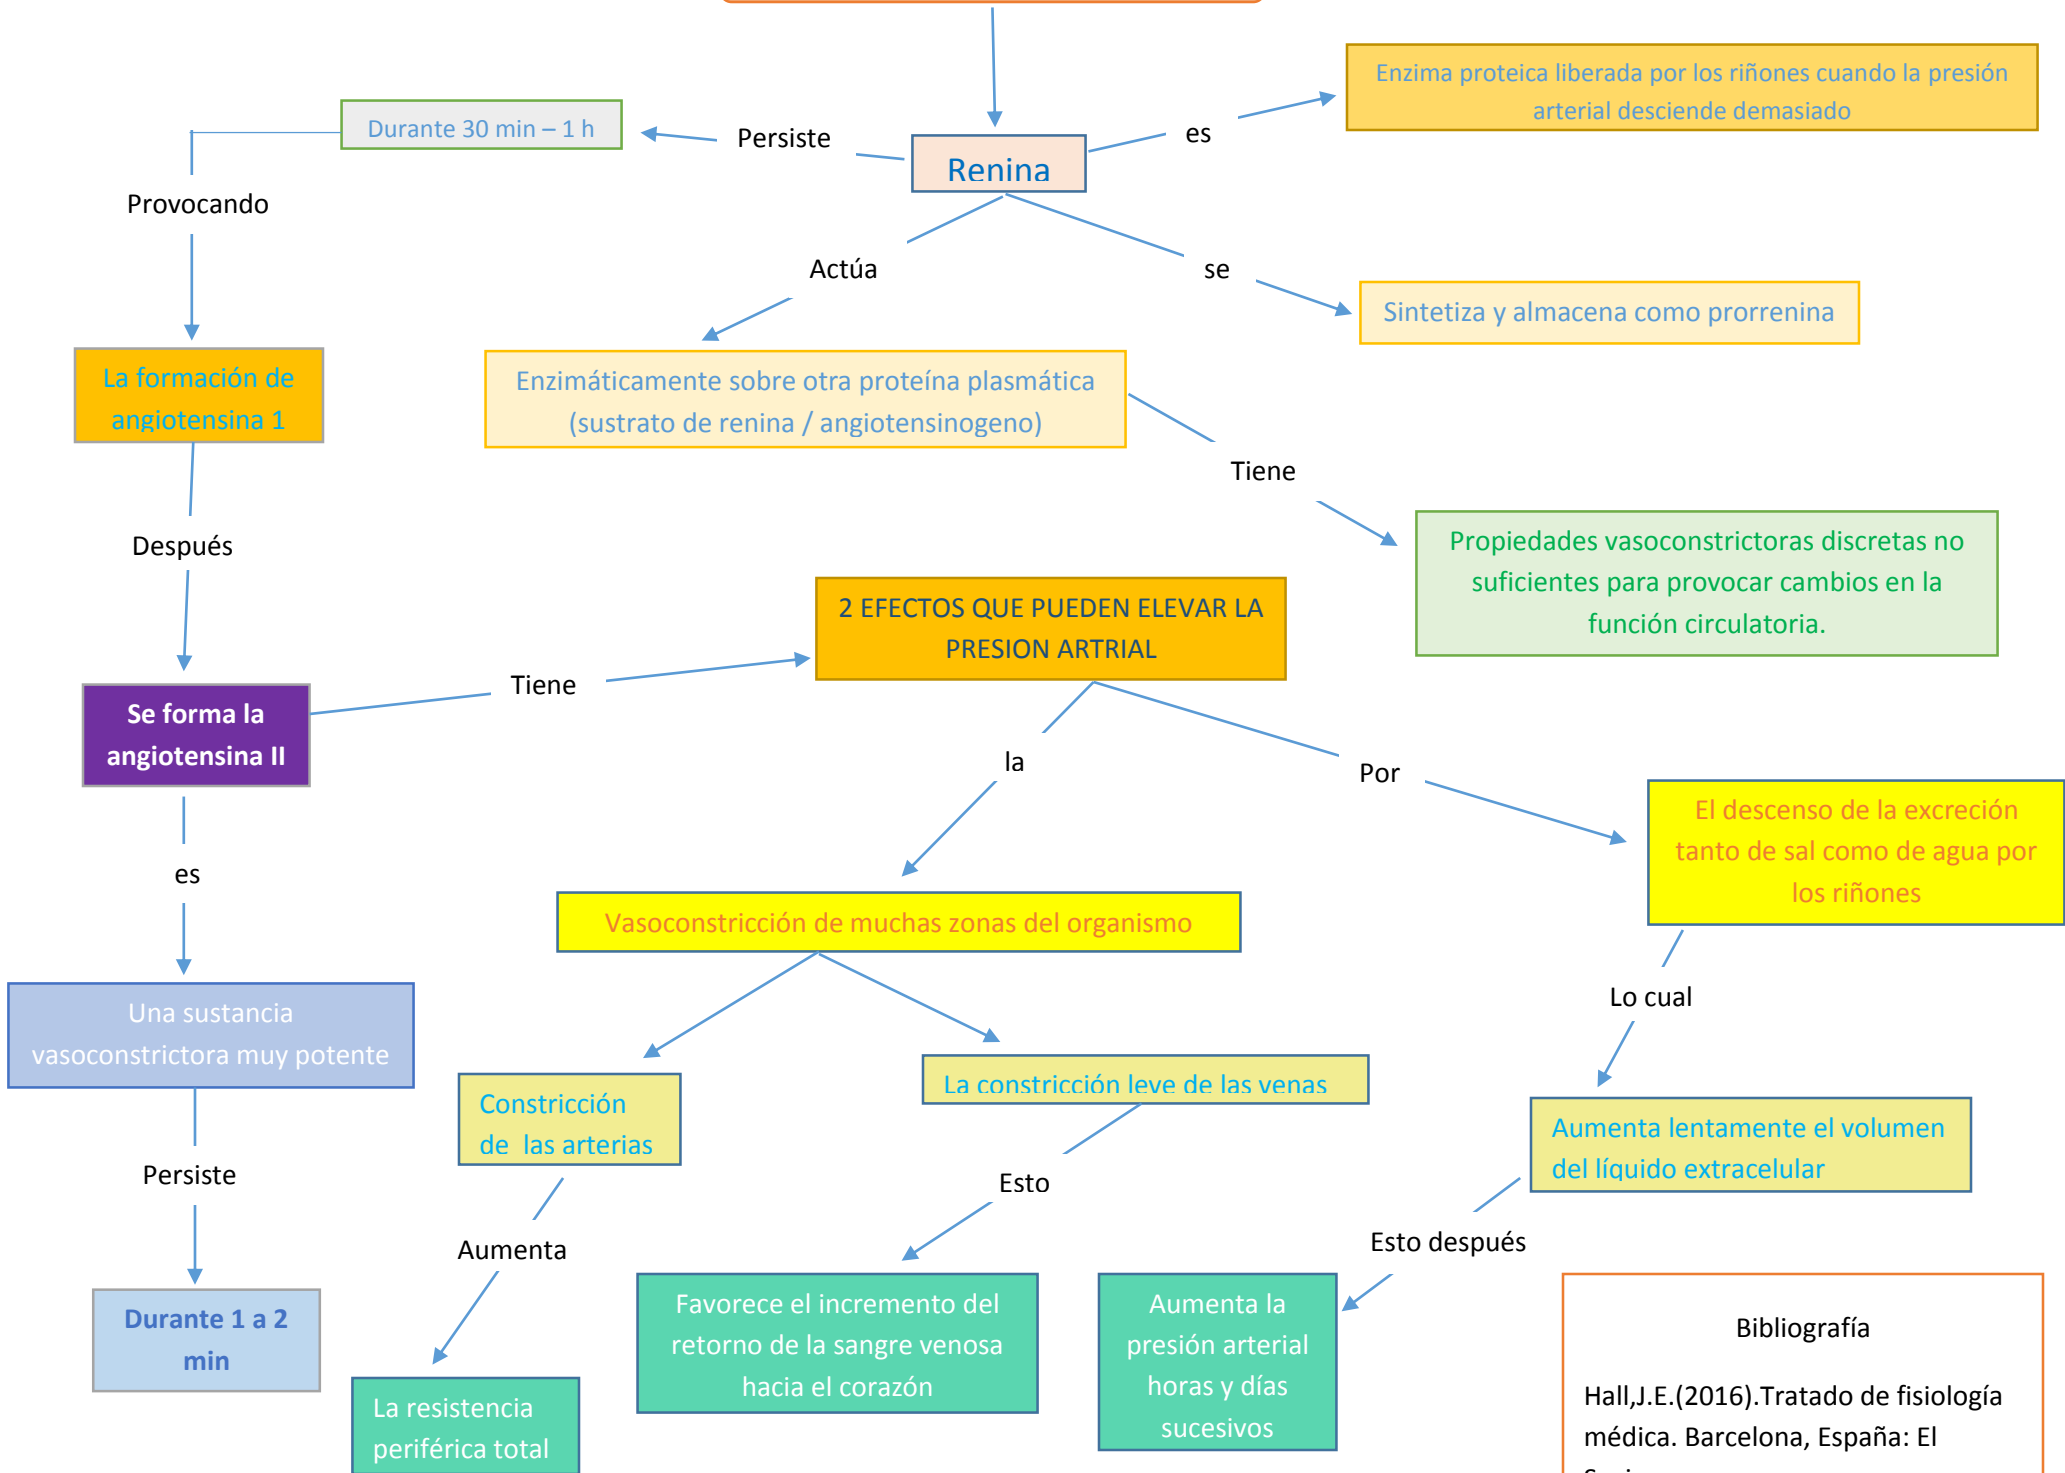 Enzima proteica liberada por los riñones cuando la presión
arterial desciende demasiado
Durante 30 min – 1 h
Persiste
es
Renina
Provocando
Actúa
se
Sintetiza y almacena como prorrenina
La formación de
angiotensina 1
Enzimáticamente sobre otra proteína plasmática
(sustrato de renina / angiotensinogeno)
Tiene
Después
Propiedades vasoconstrictoras discretas no
suficientes para provocar cambios en la
función circulatoria.
2 EFECTOS QUE PUEDEN ELEVAR LA
PRESION ARTRIAL
Tiene
Se forma la
angiotensina II
la
Por
El descenso de la excreción
tanto de sal como de agua por
los riñones
es
Vasoconstricción de muchas zonas del organismo
Lo cual
Una sustancia
vasoconstrictora muy potente
Constricción
de las arterias
La constricción leve de las venas
Aumenta lentamente el volumen
del líquido extracelular
Persiste
Esto
Aumenta
Esto después
Durante 1 a 2
min
Favorece el incremento del
retorno de la sangre venosa
hacia el corazón
Aumenta la
presión arterial
horas y días
sucesivos
La resistencia
periférica total
Bibliografía
Hall,J.E.(2016).Tratado de fisiología
médica. Barcelona, España: El